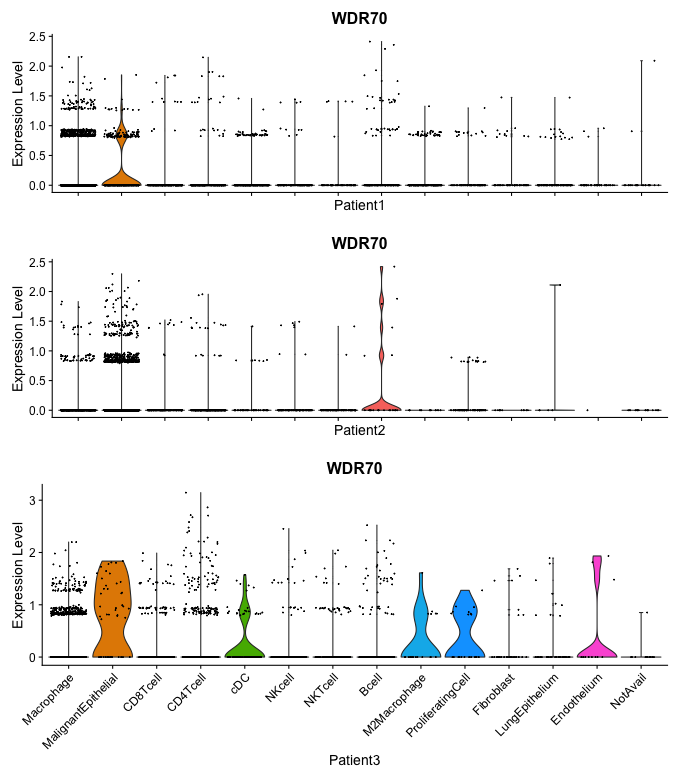 WDR70
Expression Level
2.5
2.0
1.5
1.0
0.5
0.0
Patient1
WDR70
Expression Level
2.5
2.0
1.5
1.0
0.5
0.0
Patient2
WDR70
Expression Level
3
2
1
0
Macrophage
MalignantEpithelial
CD8Tcell
CD4Tcell
cDC
NKcell
NKTcell
Bcell
M2Macrophage
ProliferatingCell
Fibroblast
LungEpithelium
Endothelium
NotAvail
Patient3